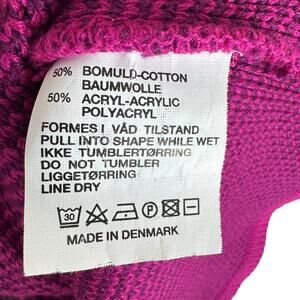 50% BOMULD-COTTON
BAUMWOLLE
50% ACRYL-ACRYLIC
POLYACRYL
FORMES I VÅD TILSTAND
PULL INTO SHAPE WHILE WET
IKKE TUMBLERTØRRING
DO NOT TUMBLER
LIGGETØRRING
LINE DRY
30 P
MADE IN DENMARK